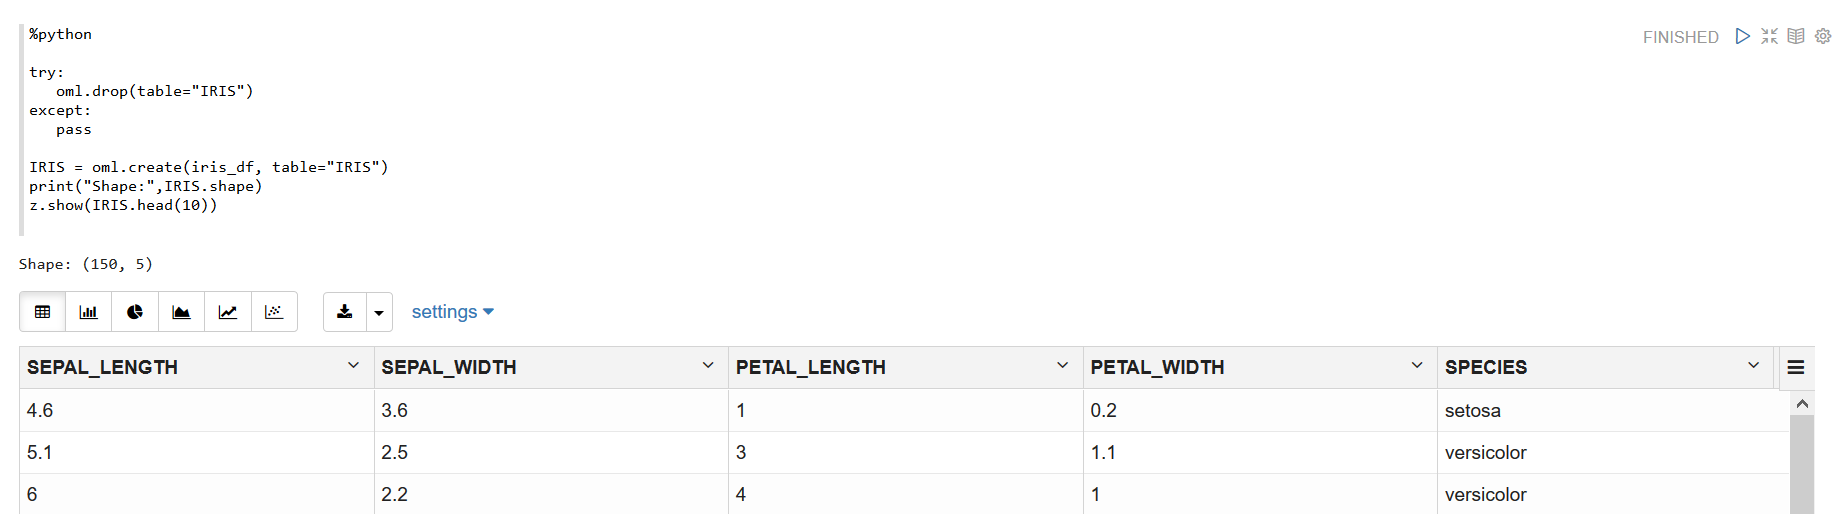 %python
FINISHED
try:
   oml.drop(table="IRIS")
except:
   pass
IRIS = oml.create(iris_df, table="IRIS")
print("Shape:",IRIS.shape)
z.show(IRIS.head(10))
Shape: (150, 5)
settings
SEPAL_LENGTH SEPAL_WIDTH PETAL_LENGTH PETAL_WIDTH SPECIES
4.6 3.6 1 0.2 setosa
5.1 2.5 3 1.1 versicolor
6 2.2 4 1 versicolor